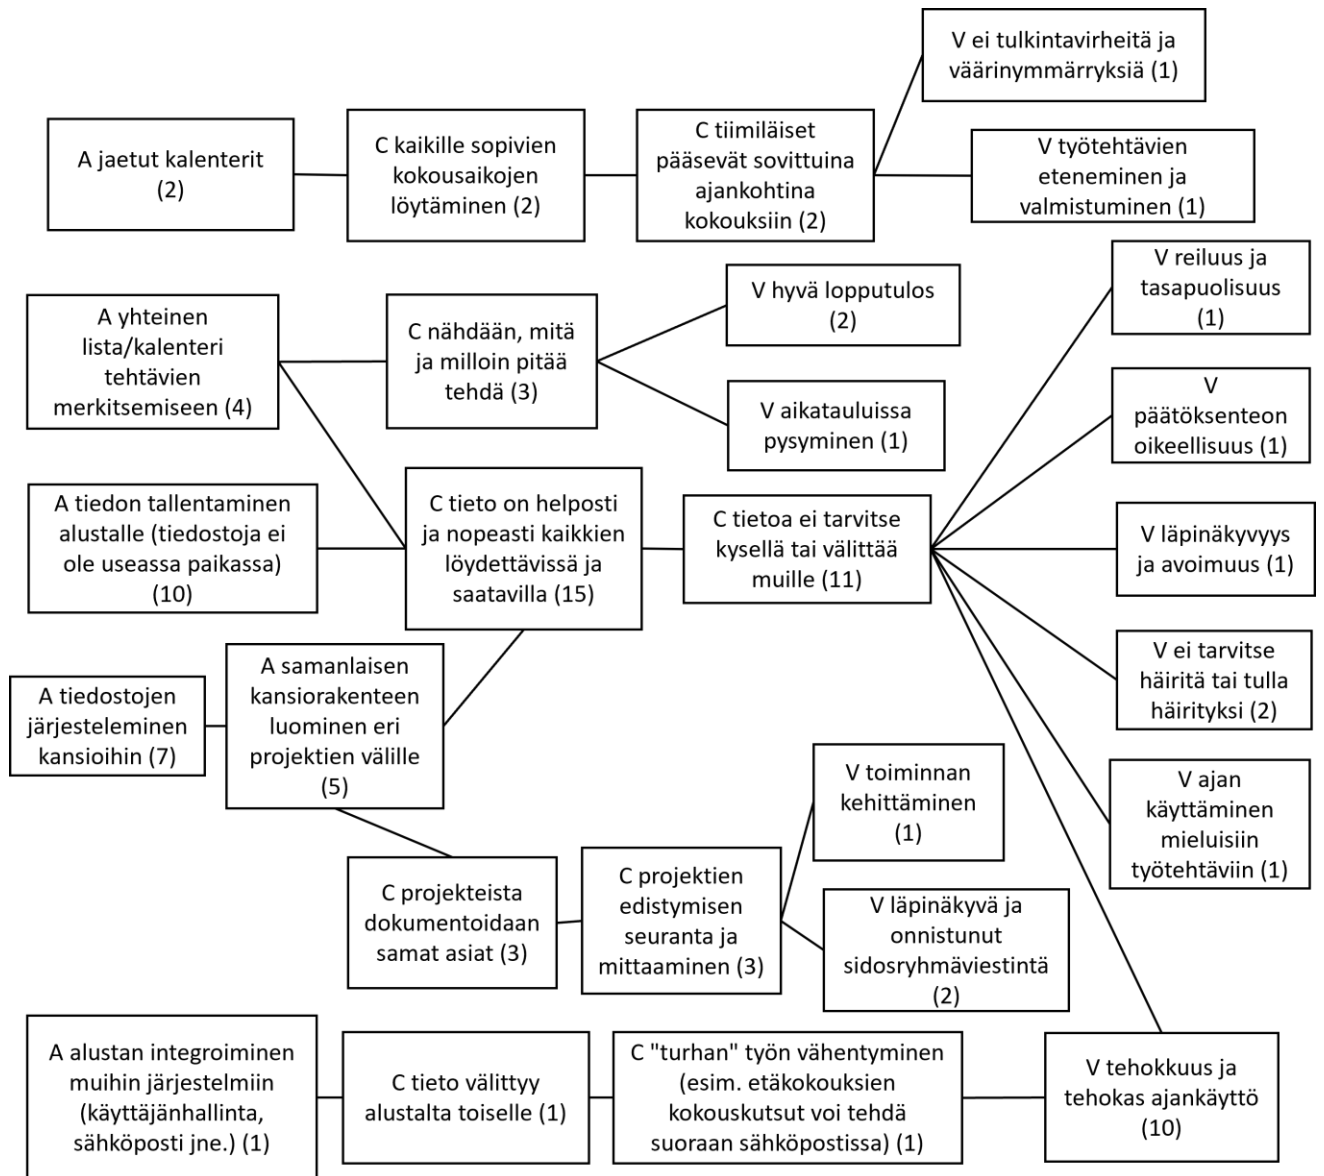 V ei tulkintavirheitä ja
väärinymmärryksiä (1)
A jaetut kalenterit
(2)
C kaikille sopivien
kokousaikojen
löytäminen (2)
C tiimiläiset
pääsevät sovittuina
ajankohtina
kokouksiin (2)
V työtehtävien
eteneminen ja
valmistuminen (1)
A yhteinen
lista/kalenteri
tehtävien
merkitsemiseen (4)
C nähdään, mitä
ja milloin pitää
tehdä (3)
V hyvä lopputulos
(2)
V aikatauluissa
pysyminen (1)
V reiluus ja
tasapuolisuus
(1)
V
päätöksenteon
oikeellisuus (1)
A tiedon tallentaminen
alustalle (tiedostoja ei
ole useassa paikassa)
(10)
C tieto on helposti
ja nopeasti kaikkien
löydettävissä ja
saatavilla (15)
C tietoa ei tarvitse
kysellä tai välittää
muille (11)
V läpinäkyvyys
ja avoimuus (1)
V ei tarvitse
häiritä tai tulla
häirityksi (2)
A tiedostojen
järjesteleminen
kansioihin (7)
A samanlaisen
kansiorakenteen
luominen eri
projektien välille
(5)
V ajan
käyttäminen
mieluisiin
työtehtäviin (1)
C projekteista
dokumentoidaan
samat asiat (3)
C projektien
edistymisen
seuranta ja
mittaaminen (3)
V toiminnan
kehittäminen
(1)
V läpinäkyvä ja
onnistunut
sidosryhmäviestintä
(2)
A alustan integroiminen
muihin järjestelmiin
(käyttäjänhallinta,
sähköposti jne.) (1)
C tieto välittyy
alustalta toiselle (1)
C "turhan" työn vähentyminen
(esim. etäkokouksien
kokouskutsut voi tehdä
suoraan sähköpostissa) (1)
V tehokkuus ja
tehokas ajankäyttö
(10)